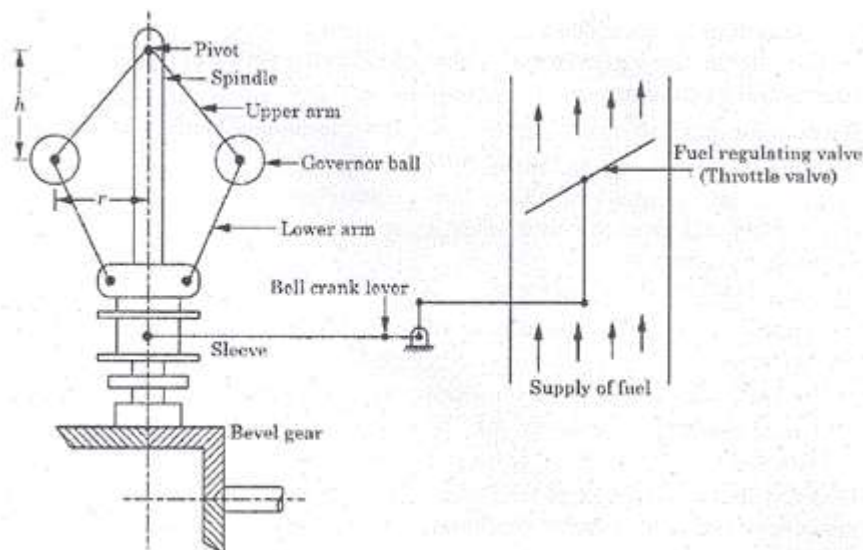 Pivot
Spindle
h
Upper arm
Governor ball
Fuel regulating valve
(Throttle valve)
r
Lower arm
Bell crank lever
Sleeve
Supply of fuel
Bevel gear